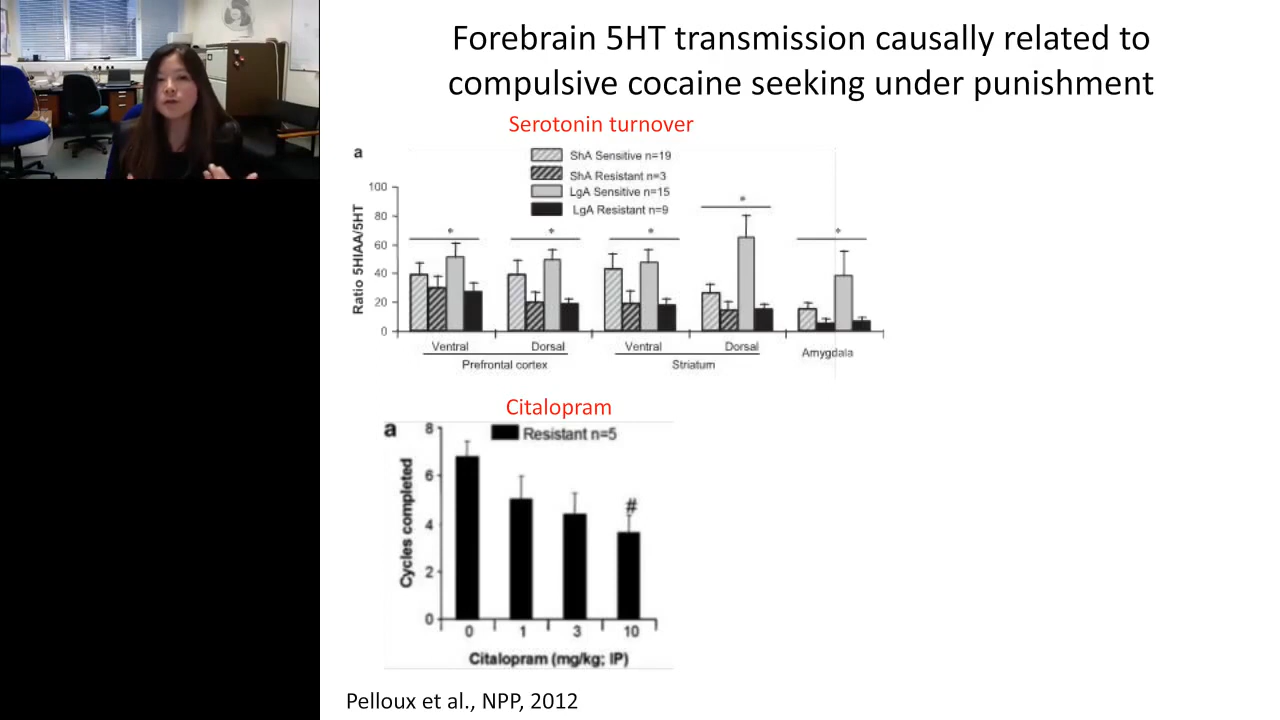 Forebrain 5HT transmission causally related to
compulsive cocaine seeking under punishment
Serotonin turnover
a
ShA Sensitive n=19
ShA Resistant n=3
LgA Sensitive n=15
LgA Resistant n=9
Ratio 5HIAA/5HT
100
80
60
40
20
0
* * * * *
Ventral Dorsal Ventral Dorsal Amygdala
Prefrontal cortex Striatum
Citalopram
a
Resistant n=5
Cycles completed
8
6
4
2
0
#
0 1 3 10
Citalopram (mg/kg; IP)
Pelloux et al., NPP, 2012